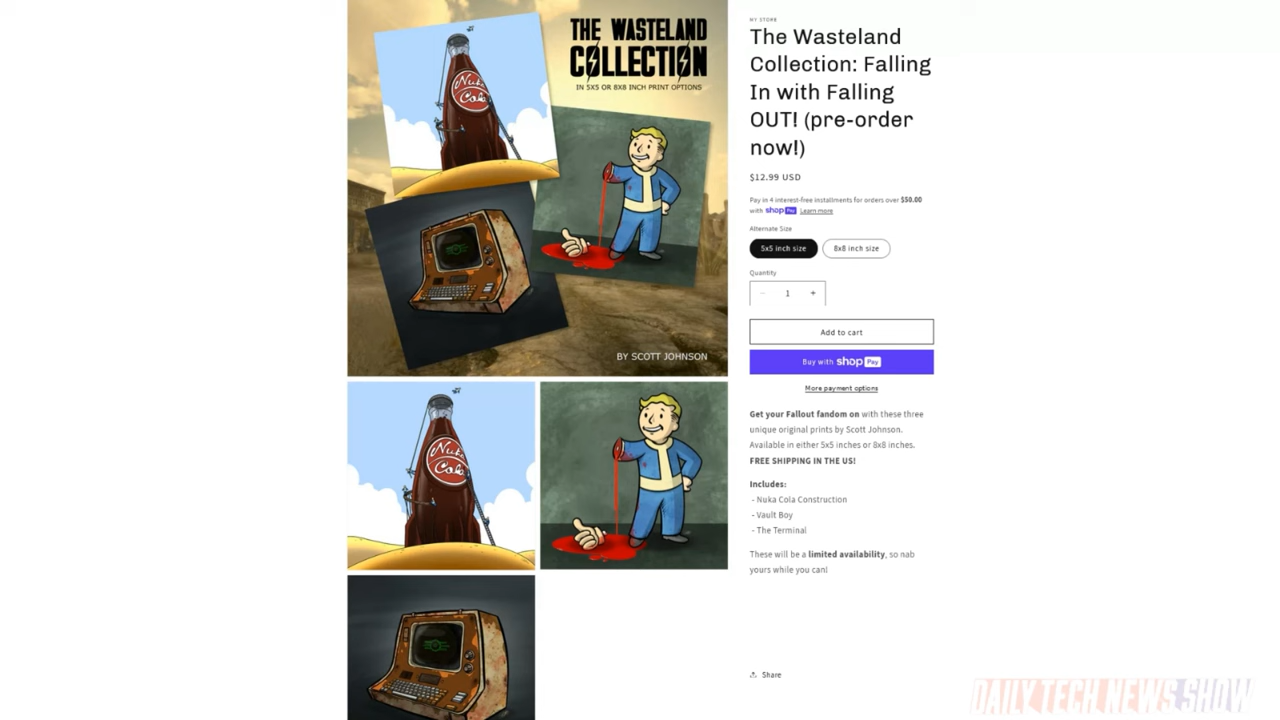 THE WASTELAND
COLLECTION
IN 5X5 OR 8X8 INCH PRINT OPTIONS
Nuka
Cola
BY SCOTT JOHNSON
Nuka
Cola
MY STORE
The Wasteland
Collection: Falling
In with Falling
OUT! (pre-order
now!)
$12.99 USD
Pay in 4 interest-free installments for orders over $50.00
with shop Pay Learn more
Alternate Size
5x5 inch size 8x8 inch size
Quantity
− 1 +
Add to cart
Buy with shop Pay
More payment options
Get your Fallout fandom on with these three
unique original prints by Scott Johnson.
Available in either 5x5 inches or 8x8 inches.
FREE SHIPPING IN THE US!
Includes:
- Nuka Cola Construction
- Vault Boy
- The Terminal
These will be a limited availability, so nab
yours while you can!
Share
DAILY TECH NEWS SHOW